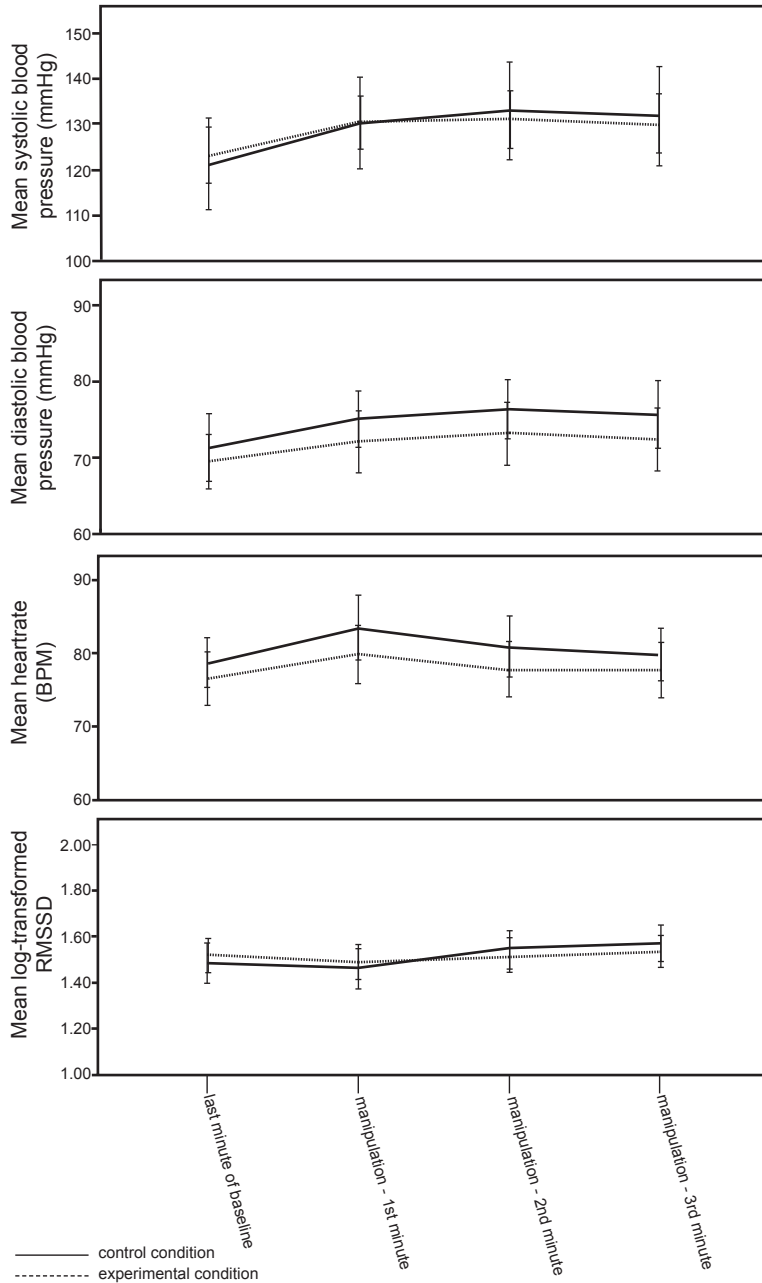 Mean systolic blood
pressure (mmHg)
150
140
130
120
110
100
Mean diastolic blood
pressure (mmHg)
90
80
70
60
Mean heartrate
(BPM)
90
80
70
60
Mean log-transformed
RMSSD
2.00
1.80
1.60
1.40
1.20
1.00
last minute of baseline
manipulation - 1st minute
manipulation - 2nd minute
manipulation - 3rd minute
control condition
experimental condition